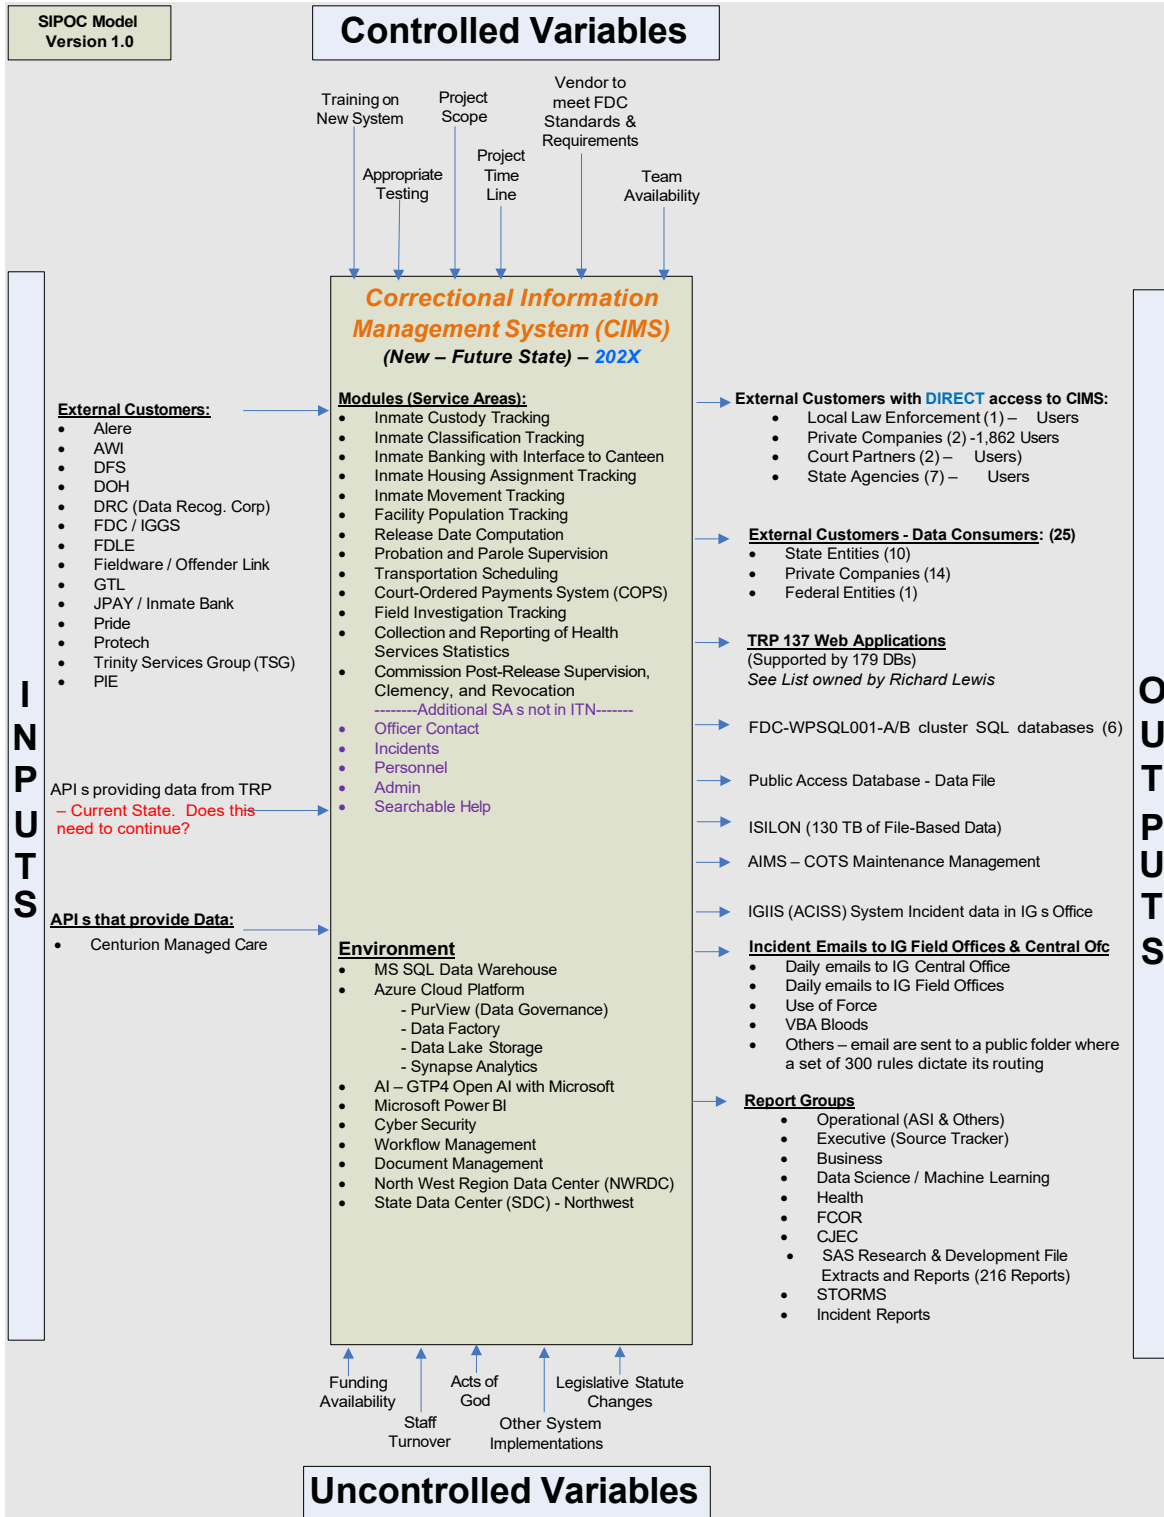 SIPOC Model
Version 1.0
Controlled Variables
Training on
New System
Appropriate
Testing
Project
Scope
Project
Time
Line
Vendor to
meet FDC
Standards &
Requirements
Team
Availability
I
N
P
U
T
S
External Customers:
• Alere
• AWI
• DFS
• DOH
• DRC (Data Recog. Corp)
• FDC / IGGS
• FDLE
• Fieldware / Offender Link
• GTL
• JPAY / Inmate Bank
• Pride
• Protech
• Trinity Services Group (TSG)
• PIE
API s providing data from TRP
– Current State. Does this
need to continue?
API s that provide Data:
• Centurion Managed Care
Correctional Information
Management System (CIMS)
(New – Future State) – 202X
Modules (Service Areas):
• Inmate Custody Tracking
• Inmate Classification Tracking
• Inmate Banking with Interface to Canteen
• Inmate Housing Assignment Tracking
• Inmate Movement Tracking
• Facility Population Tracking
• Release Date Computation
• Probation and Parole Supervision
• Transportation Scheduling
• Court-Ordered Payments System (COPS)
• Field Investigation Tracking
• Collection and Reporting of Health
Services Statistics
• Commission Post-Release Supervision,
Clemency, and Revocation
--------Additional SA s not in ITN-------
• Officer Contact
• Incidents
• Personnel
• Admin
• Searchable Help
Environment
• MS SQL Data Warehouse
• Azure Cloud Platform
- PurView (Data Governance)
- Data Factory
- Data Lake Storage
- Synapse Analytics
• AI – GTP4 Open AI with Microsoft
• Microsoft Power BI
• Cyber Security
• Workflow Management
• Document Management
• North West Region Data Center (NWRDC)
• State Data Center (SDC) - Northwest
External Customers with DIRECT access to CIMS:
• Local Law Enforcement (1) – Users
• Private Companies (2) -1,862 Users
• Court Partners (2) – Users)
• State Agencies (7) – Users
External Customers - Data Consumers: (25)
• State Entities (10)
• Private Companies (14)
• Federal Entities (1)
TRP 137 Web Applications
(Supported by 179 DBs)
See List owned by Richard Lewis
FDC-WPSQL001-A/B cluster SQL databases (6)
Public Access Database - Data File
ISILON (130 TB of File-Based Data)
AIMS – COTS Maintenance Management
IGIIS (ACISS) System Incident data in IG s Office
Incident Emails to IG Field Offices & Central Ofc
• Daily emails to IG Central Office
• Daily emails to IG Field Offices
• Use of Force
• VBA Bloods
• Others – email are sent to a public folder where
a set of 300 rules dictate its routing
Report Groups
• Operational (ASI & Others)
• Executive (Source Tracker)
• Business
• Data Science / Machine Learning
• Health
• FCOR
• CJEC
• SAS Research & Development File
Extracts and Reports (216 Reports)
• STORMS
• Incident Reports
O
U
T
P
U
T
S
Funding
Availability
Staff
Turnover
Acts of
God
Other System
Implementations
Legislative Statute
Changes
Uncontrolled Variables